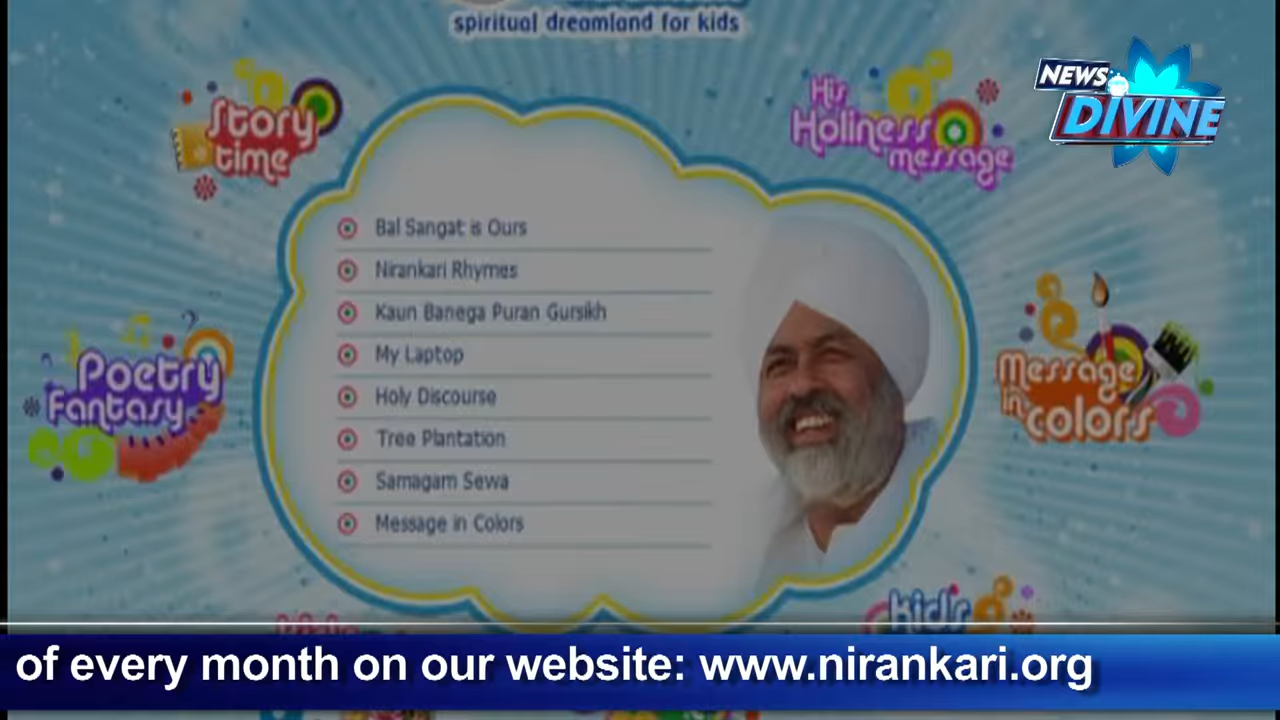 spiritual dreamland for kids
Story
time
His
Holiness
message
NEWS
DIVINE
Bal Sangat is Ours
Nirankari Rhymes
Kaun Banega Puran Gursikh
My Laptop
Holy Discourse
Tree Plantation
Samagam Sewa
Message in Colors
Poetry
Fantasy
Message
in
colors
kid's
of every month on our website: www.nirankari.org